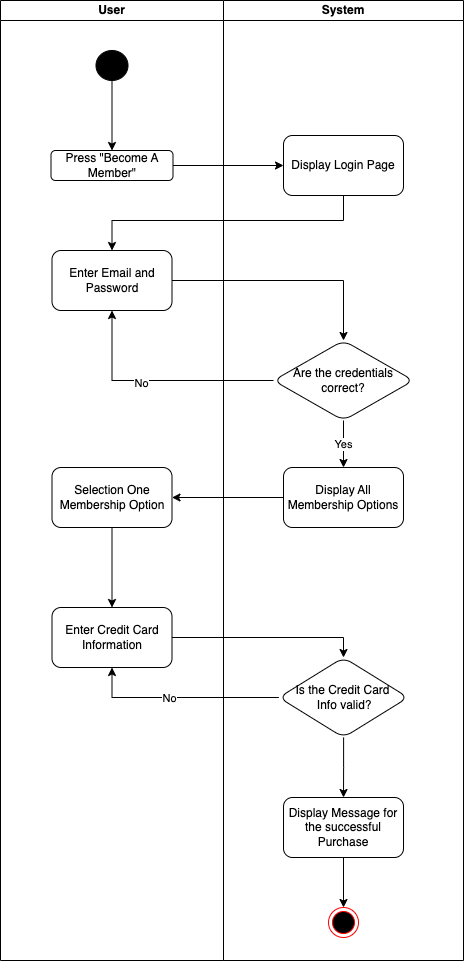 User
System
Press "Become A
Member"
Display Login Page
Enter Email and
Password
Are the credentials
correct?
No
Yes
Selection One
Membership Option
Display All
Membership Options
Enter Credit Card
Information
Is the Credit Card
Info valid?
No
Display Message for
the successful
Purchase